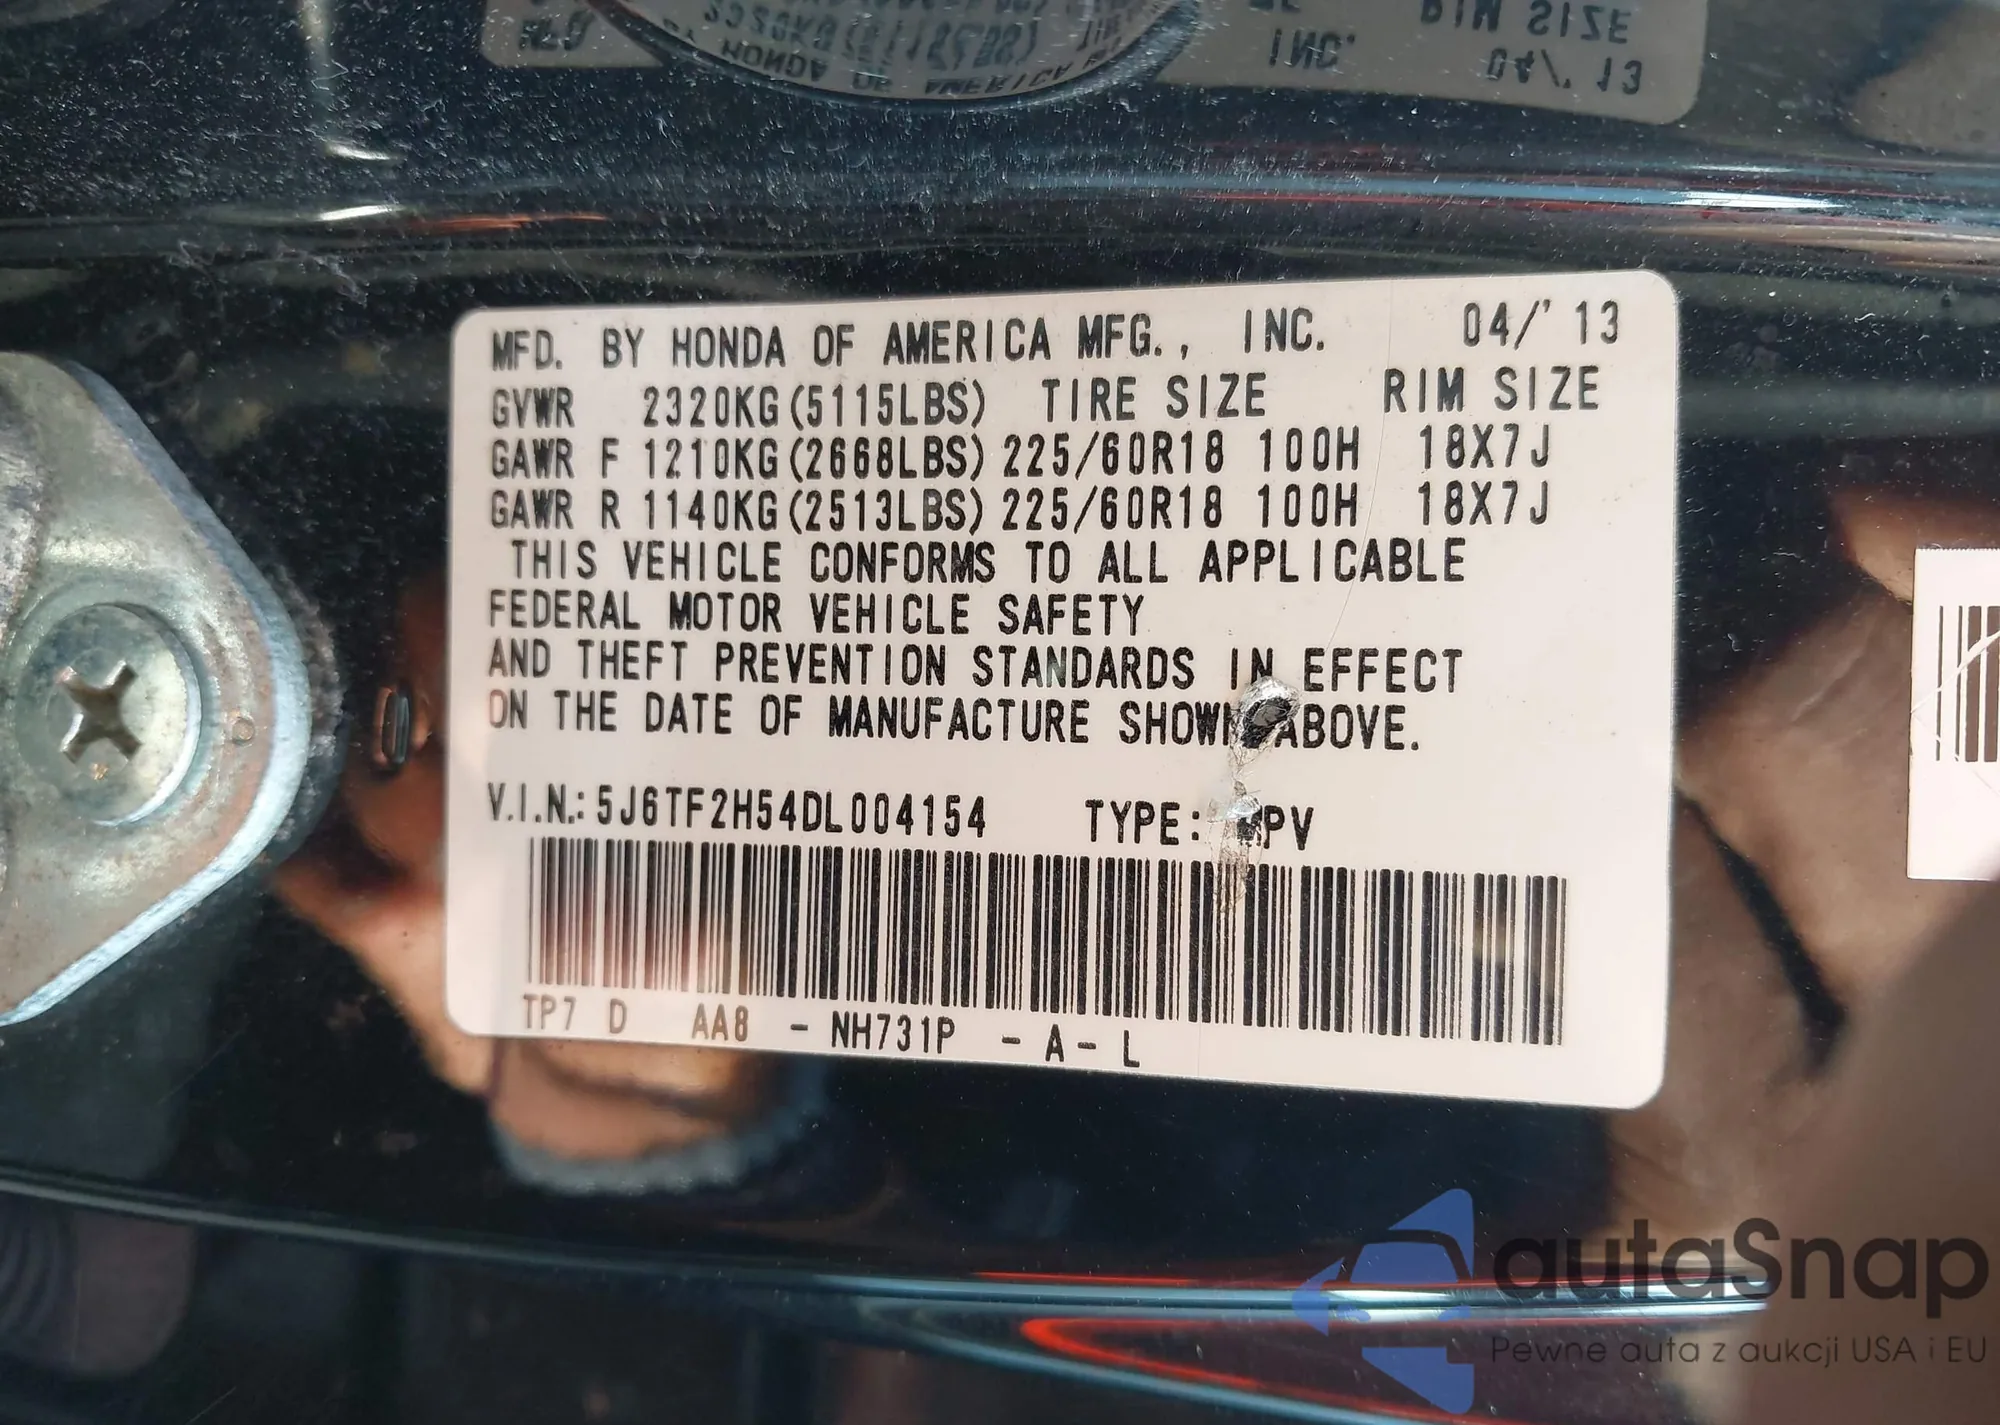 MFD. BY HONDA OF AMERICA MFG., INC. 04/'13
GVWR 2320KG(5115LBS) TIRE SIZE RIM SIZE
GAWR F 1210KG(2668LBS) 225/60R18 100H 18X7J
GAWR R 1140KG(2513LBS) 225/60R18 100H 18X7J
THIS VEHICLE CONFORMS TO ALL APPLICABLE
FEDERAL MOTOR VEHICLE SAFETY
AND THEFT PREVENTION STANDARDS IN EFFECT
ON THE DATE OF MANUFACTURE SHOWN ABOVE.
V.I.N.: 5J6TF2H54DL004154 TYPE: MPV
TP7 D AA8 - NH731P - A - L
autaSnap
Pewne auta z aukcji USA i EU